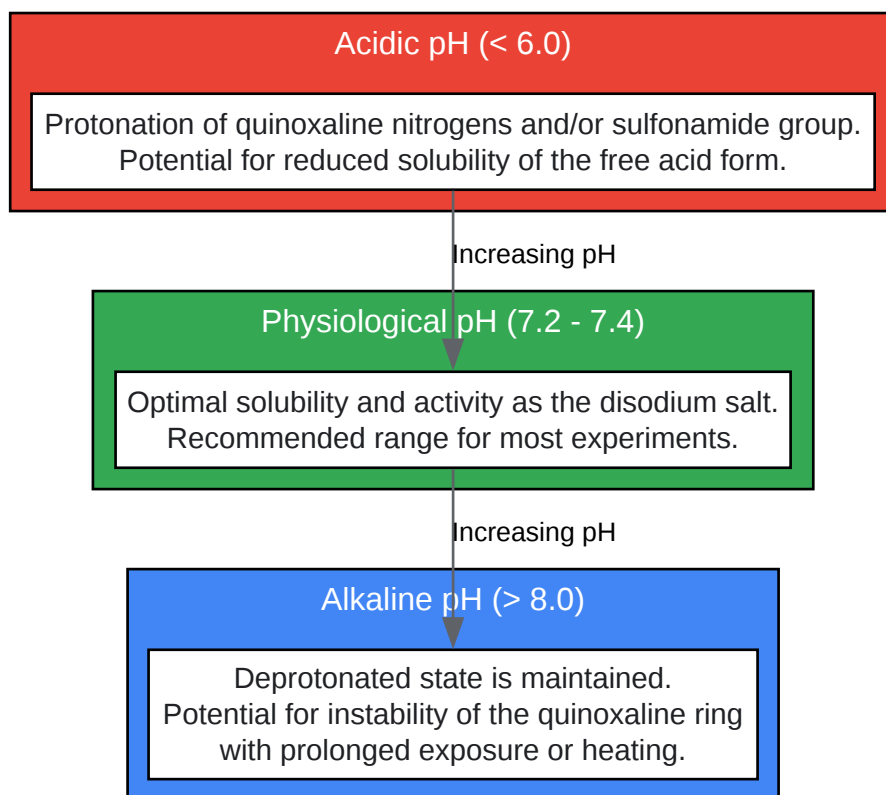 Acidic pH (< 6.0)
Protonation of quinoxaline nitrogens and/or sulfonamide group.
Potential for reduced solubility of the free acid form.
Increasing pH
Physiological pH (7.2 - 7.4)
Optimal solubility and activity as the disodium salt.
Recommended range for most experiments.
Increasing pH
Alkaline pH (> 8.0)
Deprotonated state is maintained.
Potential for instability of the quinoxaline ring
with prolonged exposure or heating.